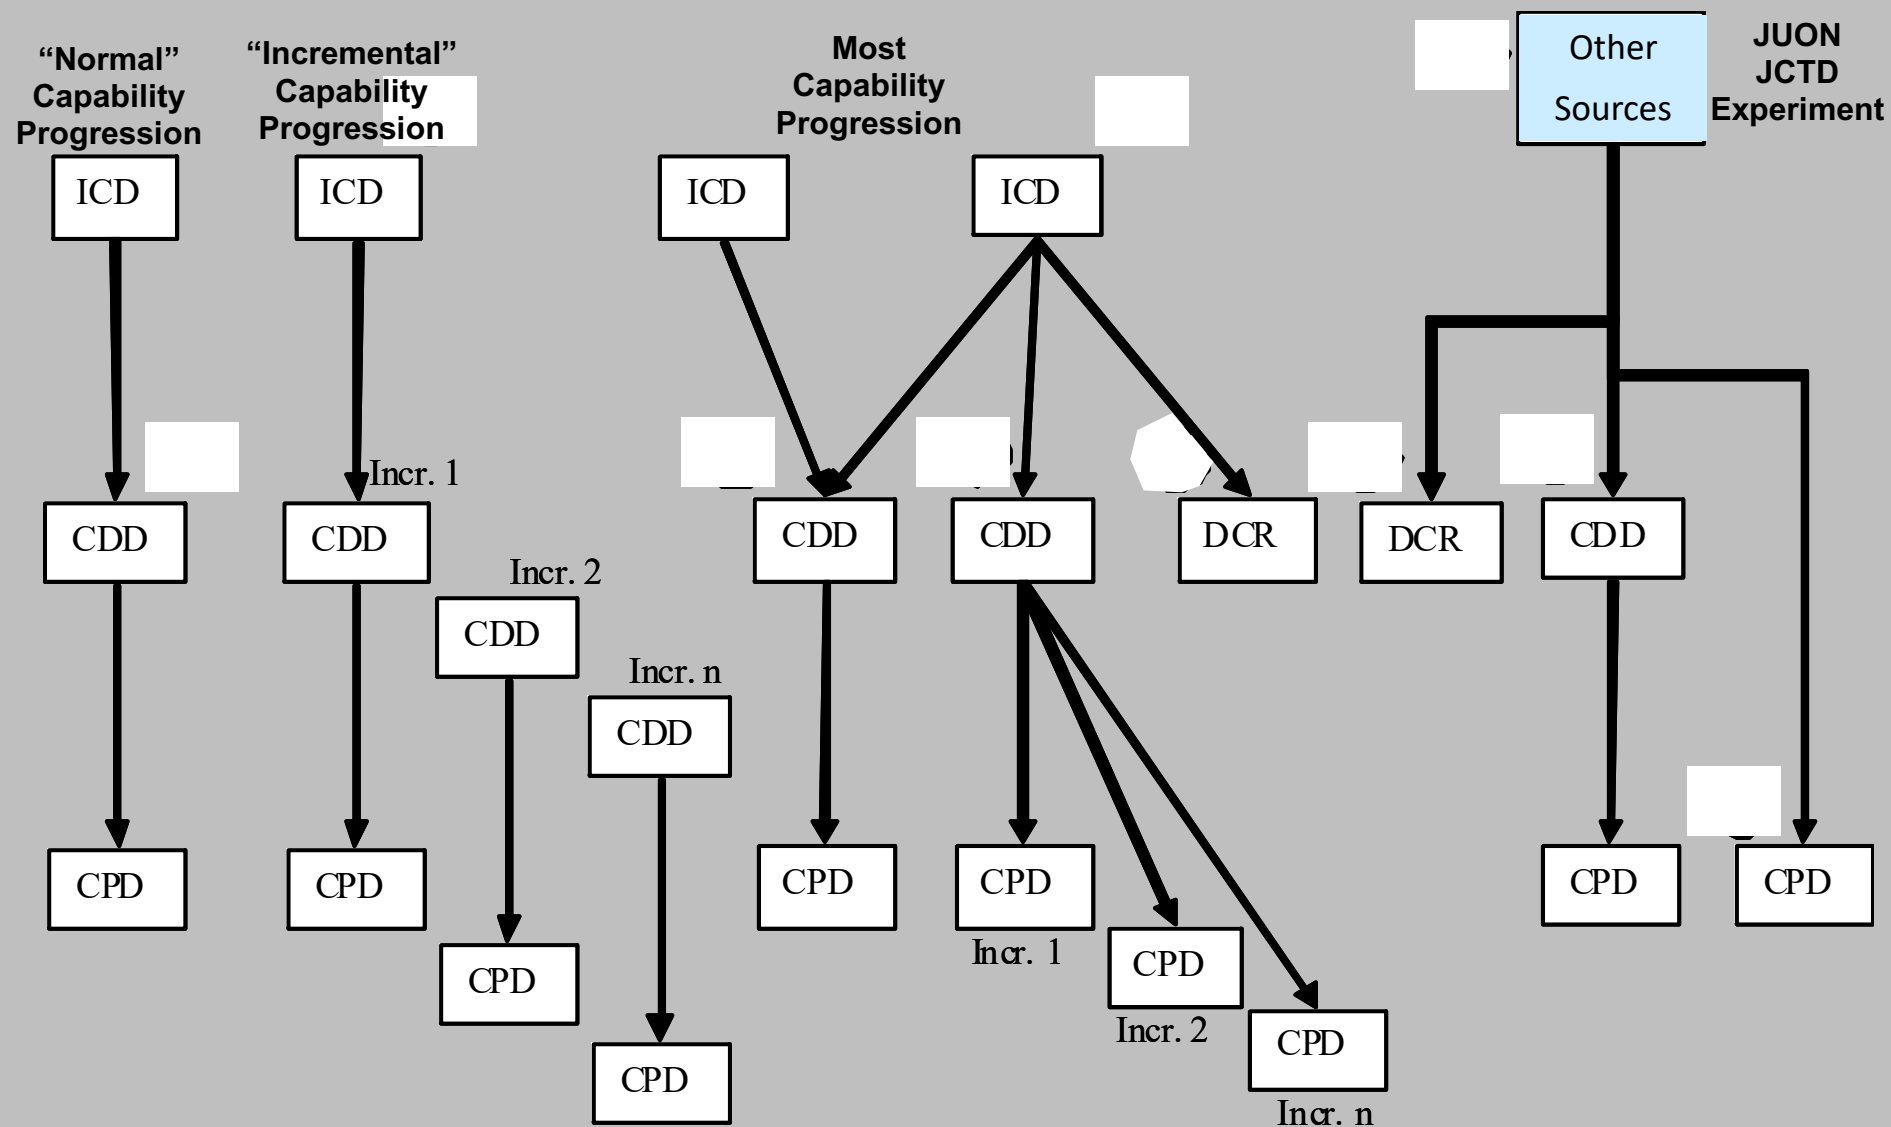 “Normal”
Capability
Progression
“Incremental”
Capability
Progression
Most
Capability
Progression
Other
Sources
JUON
JCTD
Experiment
ICD
ICD
ICD
ICD
Incr. 1
CDD
CDD
CDD
CDD
DCR
DCR
CDD
Incr. 2
CDD
Incr. n
CDD
CPD
CPD
CPD
CPD
CPD
CPD
Incr. 1
CPD
CPD
Incr. 2
CPD
CPD
Incr. n